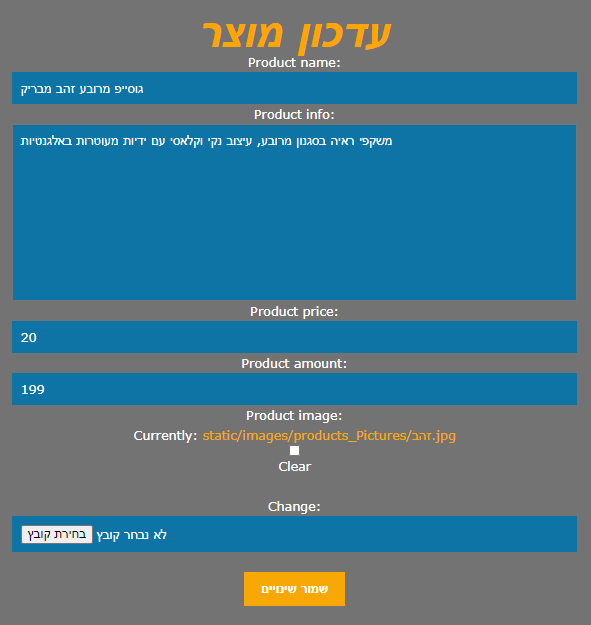 עדכון מוצר
Product name:
גוסייפ מרובע זהב מבריק
Product info:
משקפי ראיה בסגנון מרובע, עיצוב נקי וקלאסי עם ידיות מעוטרות באלגנטיות
Product price:
20
Product amount:
199
Product image:
Currently: static/images/products_Pictures/זהב.jpg
Clear
Change:
בחירת קובץ לא נבחר קובץ
שמור שינויים